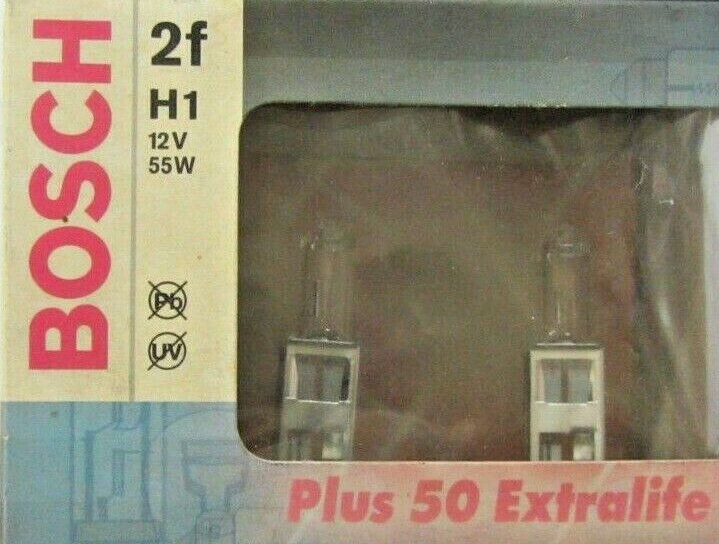 BOSCH
2f
H1
12V
55W
Pb
UV
Plus 50 Extralife